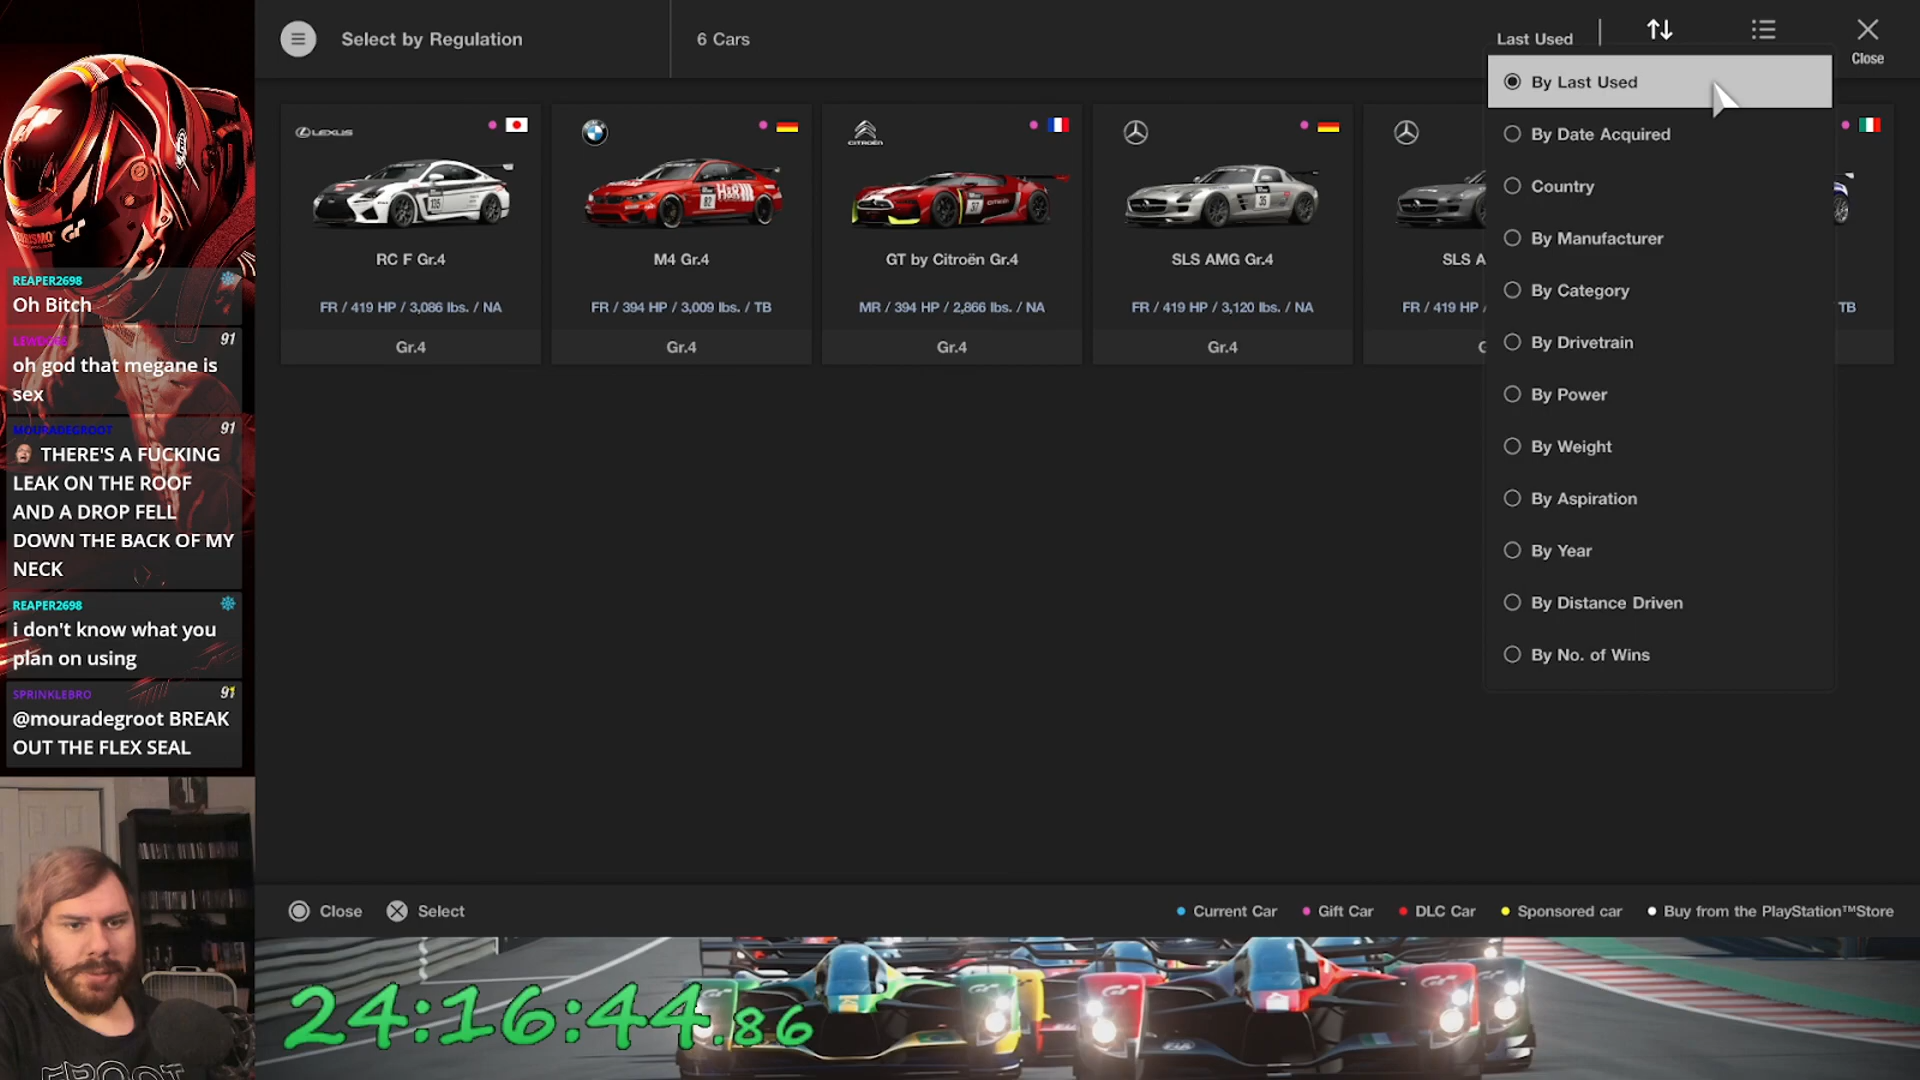 Select by Regulation
6 Cars
Last Used
Close
By Last Used
By Date Acquired
Country
By Manufacturer
By Category
By Drivetrain
By Power
By Weight
By Aspiration
By Year
By Distance Driven
By No. of Wins
LEXUS
RC F Gr.4
FR / 419 HP / 3,086 lbs. / NA
Gr.4
M4 Gr.4
FR / 394 HP / 3,009 lbs. / TB
Gr.4
CITROËN
GT by Citroën Gr.4
MR / 394 HP / 2,866 lbs. / NA
Gr.4
SLS AMG Gr.4
FR / 419 HP / 3,120 lbs. / NA
Gr.4
SLS A
FR / 419 HP
TB
REAPER2698
Oh Bitch
91
oh god that megane is
sex
MOURADEGROOT 91
THERE'S A FUCKING
LEAK ON THE ROOF
AND A DROP FELL
DOWN THE BACK OF MY
NECK
REAPER2698
i don't know what you
plan on using
SPRINKLEBRO 91
@mouradegroot BREAK
OUT THE FLEX SEAL
Close
Select
Current Car
Gift Car
DLC Car
Sponsored car
Buy from the PlayStation™Store
24:16:44.86